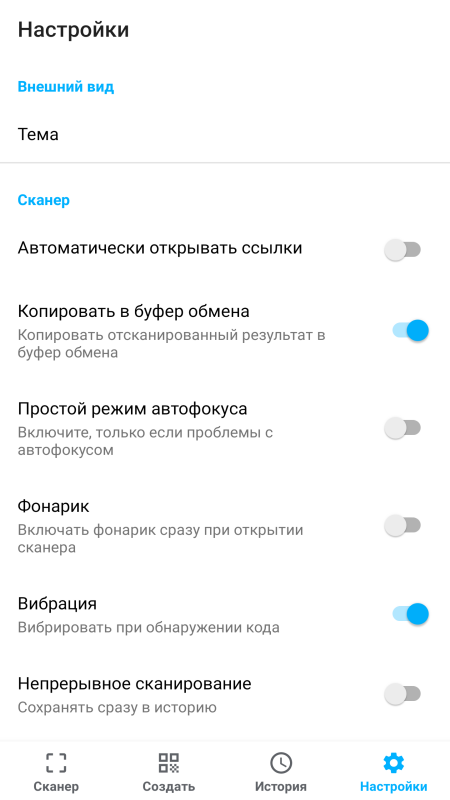 Настройки
Внешний вид
Тема
Сканер
Автоматически открывать ссылки
Копировать в буфер обмена
Копировать отсканированный результат в
буфер обмена
Простой режим автофокуса
Включите, только если проблемы с
автофокусом
Фонарик
Включать фонарик сразу при открытии
сканера
Вибрация
Вибрировать при обнаружении кода
Непрерывное сканирование
Сохранять сразу в историю
Сканер
Создать
История
Настройки